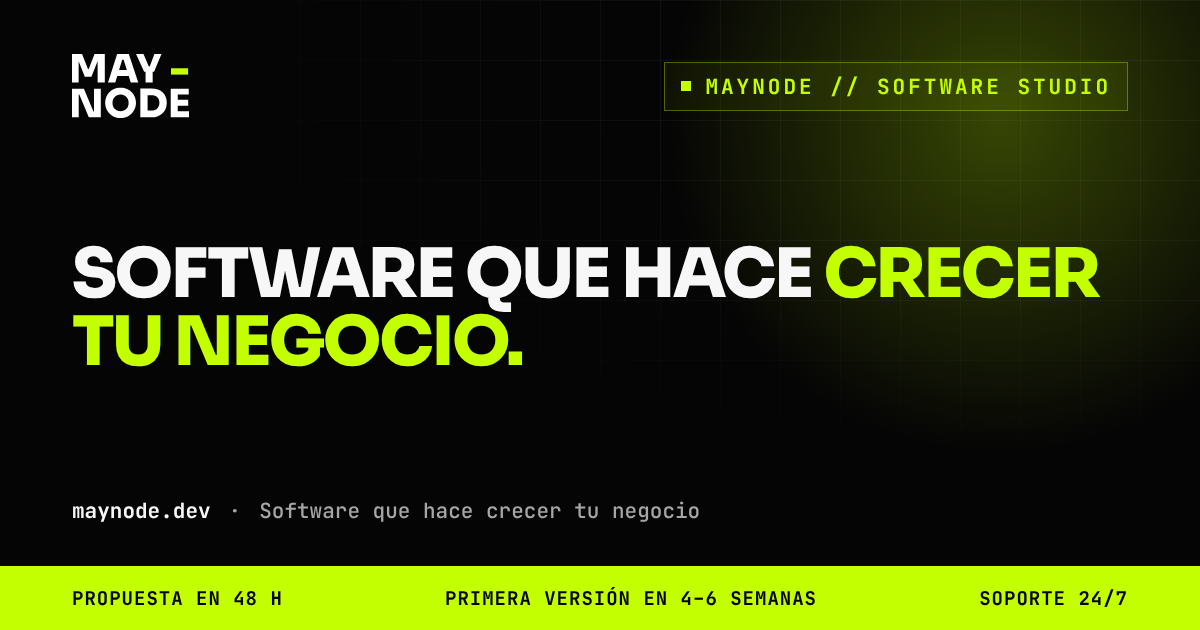 MAY-
NODE
MAYNODE // SOFTWARE STUDIO
SOFTWARE QUE HACE CRECER
TU NEGOCIO.
maynode.dev · Software que hace crecer tu negocio
PROPUESTA EN 48 H
PRIMERA VERSIÓN EN 4–6 SEMANAS
SOPORTE 24/7